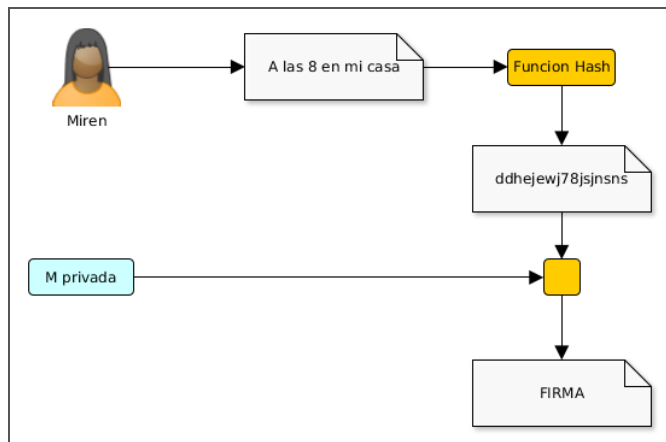 A las 8 en mi casa
Funcion Hash
Miren
ddhejewj78jsjnsns
M privada
FIRMA